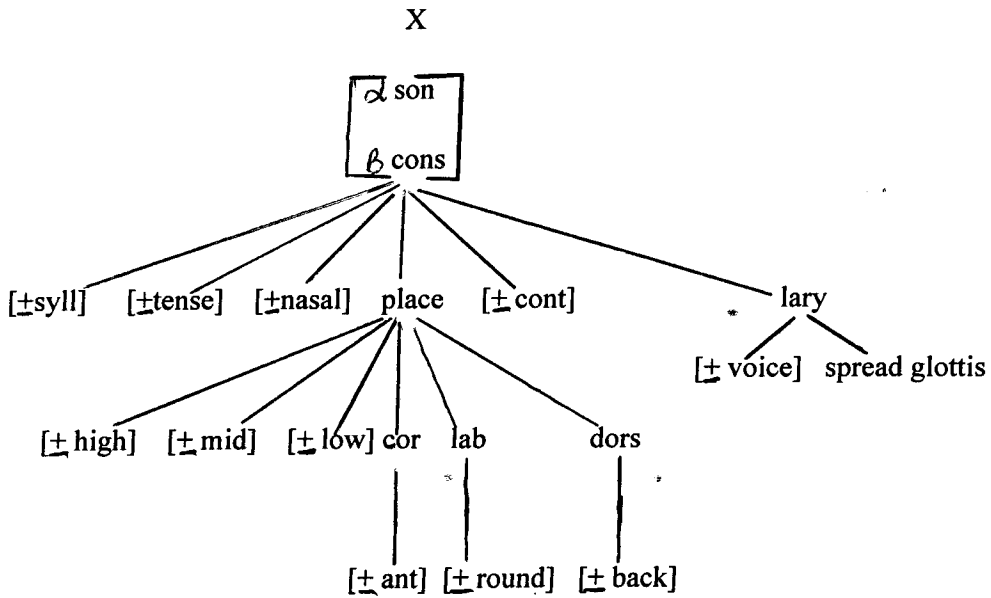 X
α son
β cons
[±syll] [±tense] [±nasal] place [± cont] lary
[± voice] spread glottis
[± high] [± mid] [± low] cor lab dors
[± ant] [± round] [± back]